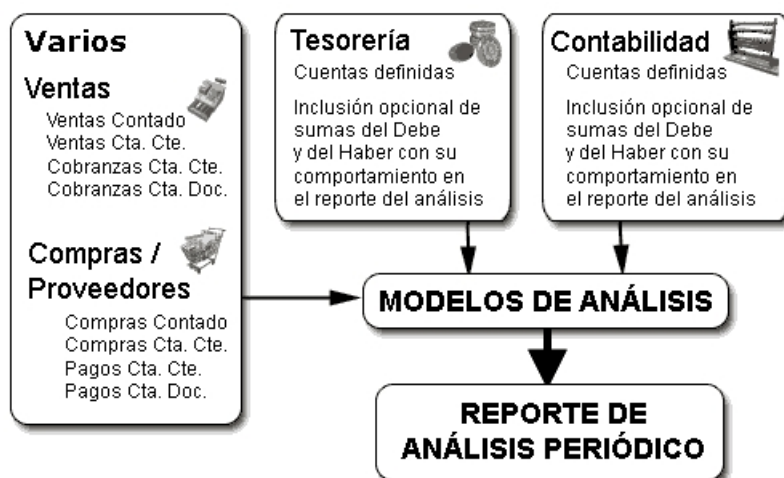 Varios
Ventas
Ventas Contado
Ventas Cta. Cte.
Cobranzas Cta. Cte.
Cobranzas Cta. Doc.
Compras /
Proveedores
Compras Contado
Compras Cta. Cte.
Pagos Cta. Cte.
Pagos Cta. Doc.
Tesorería
Cuentas definidas
Inclusión opcional de
sumas del Debe
y del Haber con su
comportamiento en
el reporte del análisis
Contabilidad
Cuentas definidas
Inclusión opcional de
sumas del Debe
y del Haber con su
comportamiento en
el reporte del análisis
MODELOS DE ANÁLISIS
REPORTE DE
ANÁLISIS PERIÓDICO